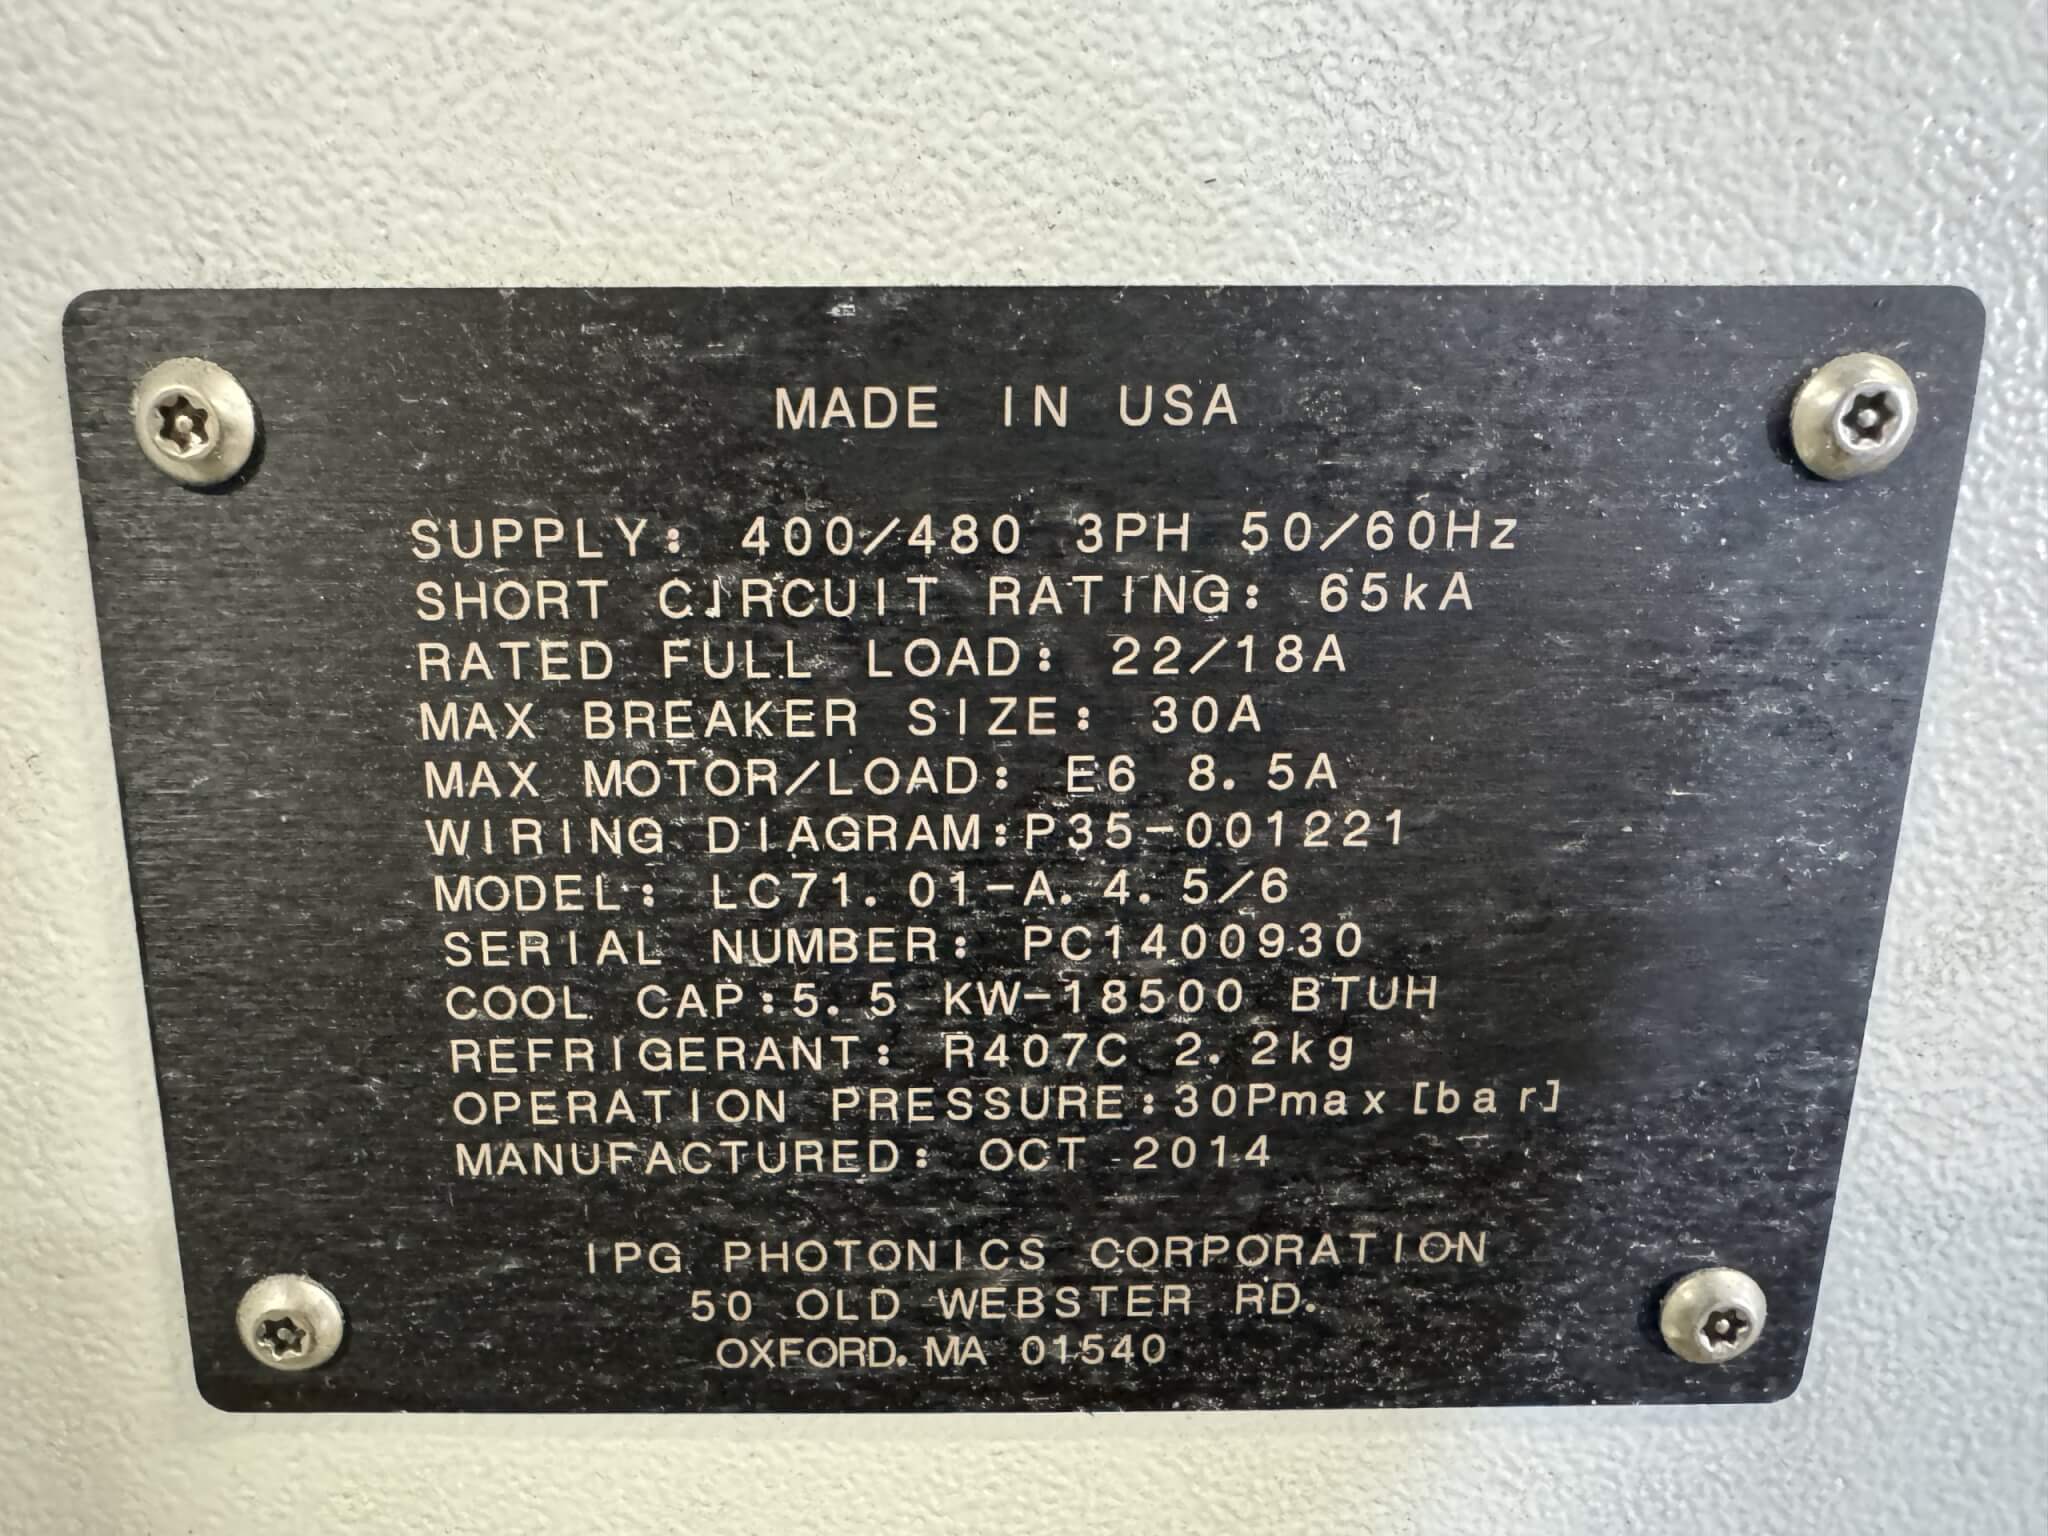 MADE IN USA
SUPPLY: 400/480 3PH 50/60Hz
SHORT CIRCUIT RATING: 65kA
RATED FULL LOAD: 22/18A
MAX BREAKER SIZE: 30A
MAX MOTOR/LOAD: E6 8.5A
WIRING DIAGRAM:P35-001221
MODEL: LC71.01-A.4.5/6
SERIAL NUMBER: PC1400930
COOL CAP:5.5 KW-18500 BTUH
REFRIGERANT: R407C 2.2kg
OPERATION PRESSURE:30Pmax [bar]
MANUFACTURED: OCT 2014
IPG PHOTONICS CORPORATION
50 OLD WEBSTER RD.
OXFORD. MA 01540